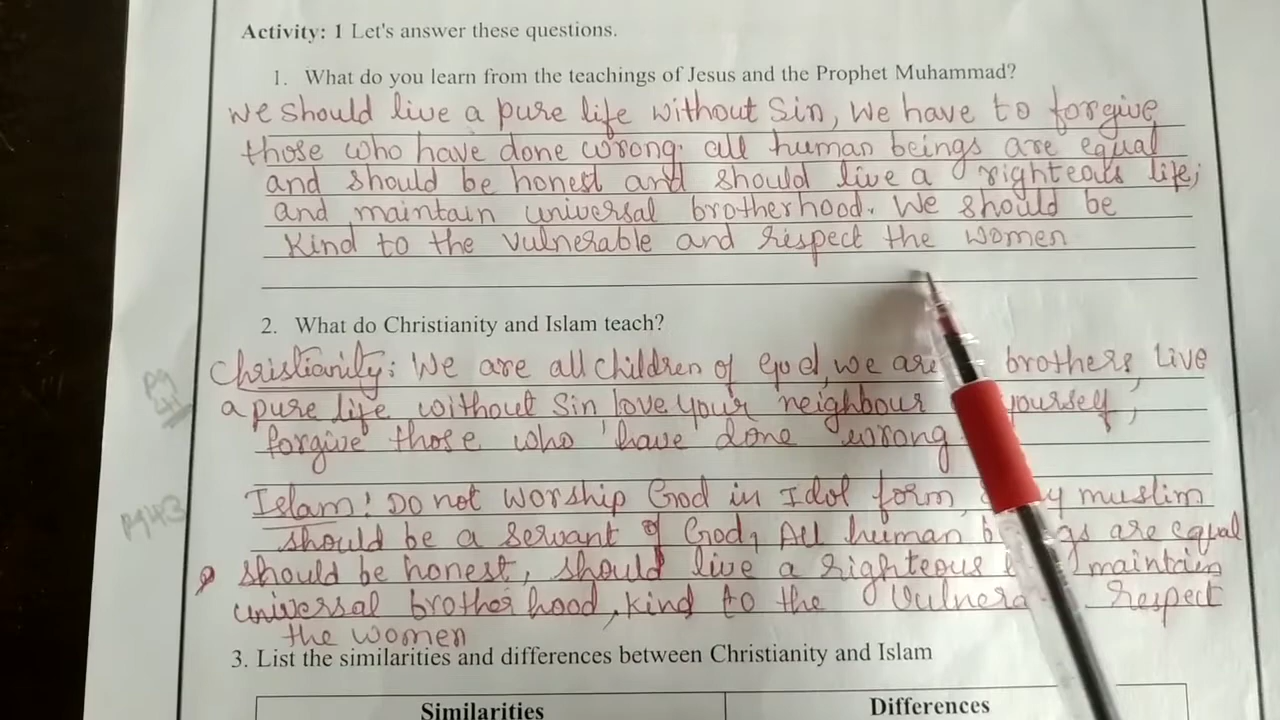 Activity: 1 Let's answer these questions.
1. What do you learn from the teachings of Jesus and the Prophet Muhammad?
We should live a pure life without Sin, We have to forgive
those who have done wrong. all human beings are equal
and should be honest and should live a righteous life,
and maintain universal brotherhood. We should be
Kind to the vulnerable and respect the women
2. What do Christianity and Islam teach?
Christianity: We are all children of God, we are brothers, Live
a pure life without Sin love your neighbour yourself,
forgive those who have done wrong
Islam: Do not worship God in Idol form, muslim
should be a servant of God, All human are equal
should be honest, should live a righteous maintain
universal brotherhood, kind to the respect
the women
3. List the similarities and differences between Christianity and Islam
Similarities Differences
Pg 43